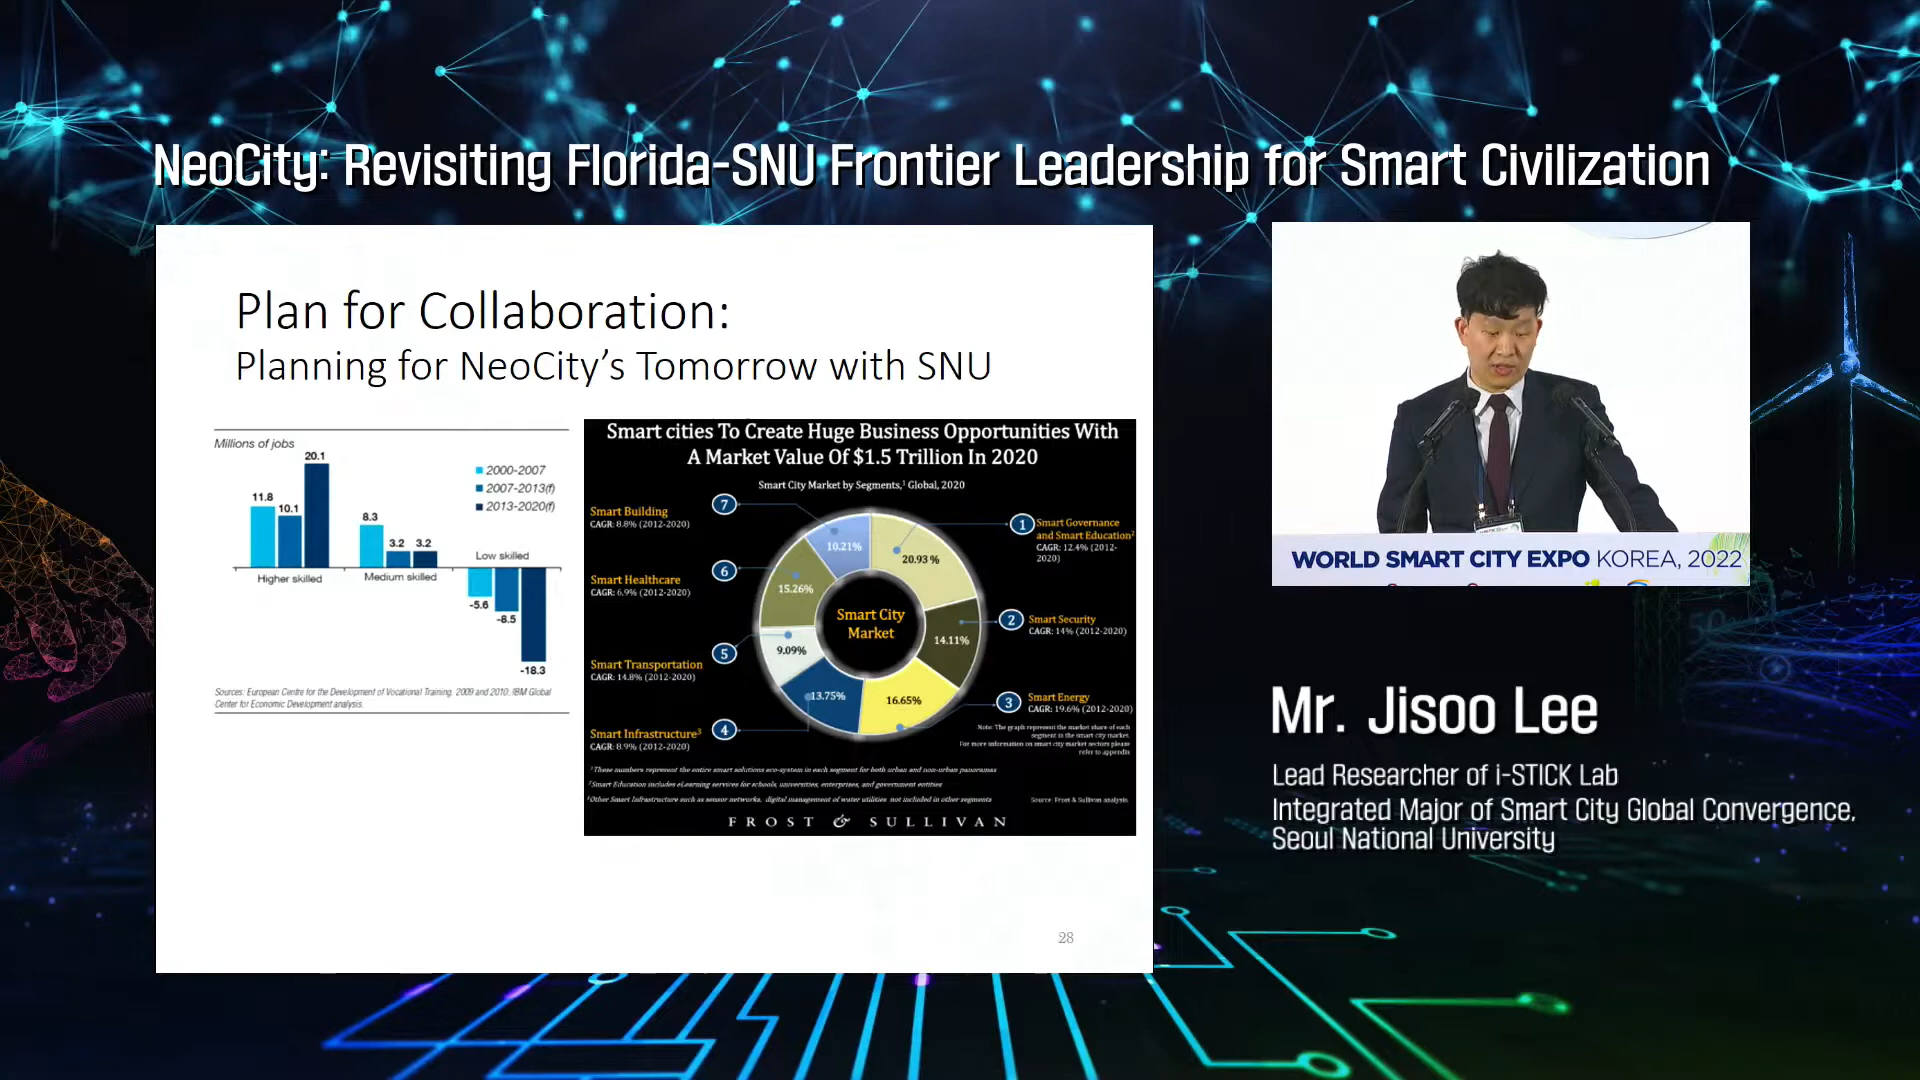 NeoCity: Revisiting Florida-SNU Frontier Leadership for Smart Civilization
Plan for Collaboration:
Planning for NeoCity's Tomorrow with SNU
Millions of jobs
20.1
11.8
10.1
2000-2007
2007-2013(f)
2013-2020(f)
8.3
3.2
3.2
Higher skilled
Medium skilled
Low skilled
-5.6
-8.5
-18.3
Sources: European Centre for the Development of Vocational Training, 2009 and 2010; IBM Global
Center for Economic Development analysis.
Smart cities To Create Huge Business Opportunities With
A Market Value Of $1.5 Trillion In 2020
Smart City Market by Segments,¹ Global, 2020
7
Smart Building
CAGR: 8.8% (2012-2020)
6
Smart Healthcare
CAGR: 6.9% (2012-2020)
5
Smart Transportation
CAGR: 14.8% (2012-2020)
4
Smart Infrastructure³
CAGR: 8.9% (2012-2020)
10.21%
20.93 %
15.26%
Smart City
Market
14.11%
9.09%
13.75%
16.65%
1
Smart Governance
and Smart Education²
CAGR: 12.4% (2012-
2020)
2
Smart Security
CAGR: 14% (2012-2020)
3
Smart Energy
CAGR: 19.6% (2012-2020)
Note: The graph represent the market share of each
segment in the smart city market.
For more information on smart city market sectors please
refer to appendix
¹These numbers represent the entire smart solutions eco-system in each segment for both urban and non-urban panoramas
²Smart Education includes eLearning services for schools, universities, enterprises, and government entities
³Other Smart Infrastructure such as sensor networks, digital management of water utilities not included in other segments
Source: Frost & Sullivan analysis.
FROST & SULLIVAN
28
WORLD SMART CITY EXPO KOREA, 2022
Mr. Jisoo Lee
Lead Researcher of i-STICK Lab
Integrated Major of Smart City Global Convergence,
Seoul National University